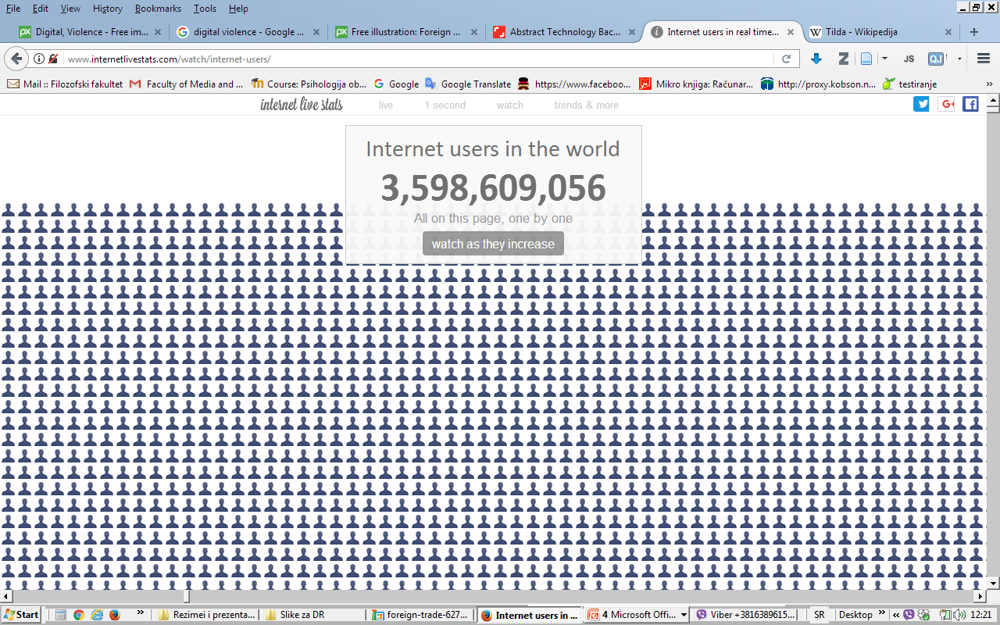 File Edit View History Bookmarks Tools Help
Digital, Violence - Free im... digital violence - Google ... Free illustration: Foreign ... Abstract Technology Bac... Internet users in real time... Tilda - Wikipedija
www.internetlivestats.com/watch/internet-users/
Mail :: Filozofski fakultet Faculty of Media and ... Course: Psihologija ob... Google Google Translate https://www.faceboo... Mikro knjiga: Računar... http://proxy.kobson.n... testiranje
internet live stats live 1 second watch trends & more
Internet users in the world
3,598,609,056
All on this page, one by one
watch as they increase
Start Rezimei i prezenta... Slike za DR foreign-trade-627... Internet users in ... 4 Microsoft Offi... Viber +3816389615... SR Desktop 12:21